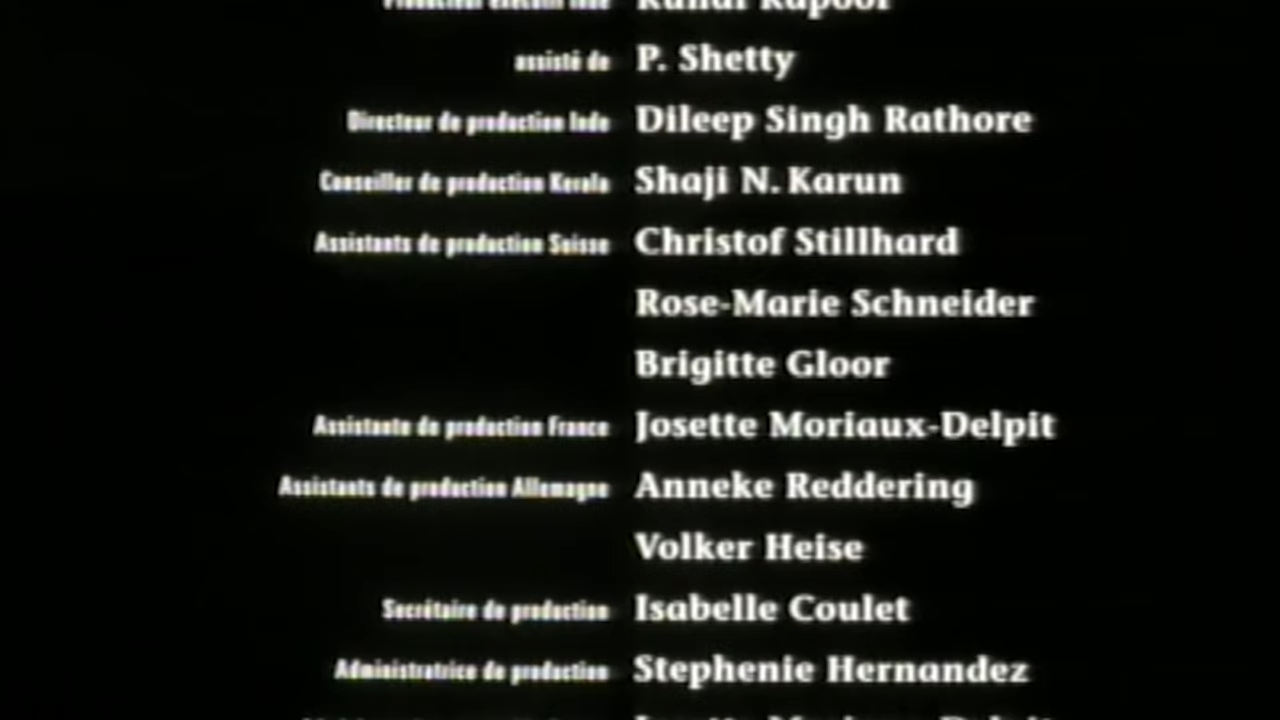 Kapoor
assisté de P. Shetty
Directeur de production Inde Dileep Singh Rathore
Conseiller de production Kerala Shaji N. Karun
Assistants de production Suisse Christof Stillhard
Rose-Marie Schneider
Brigitte Gloor
Assistante de production France Josette Moriaux-Delpit
Assistants de production Allemagne Anneke Reddering
Volker Heise
Secrétaire de production Isabelle Coulet
Administratrice de production Stephenie Hernandez